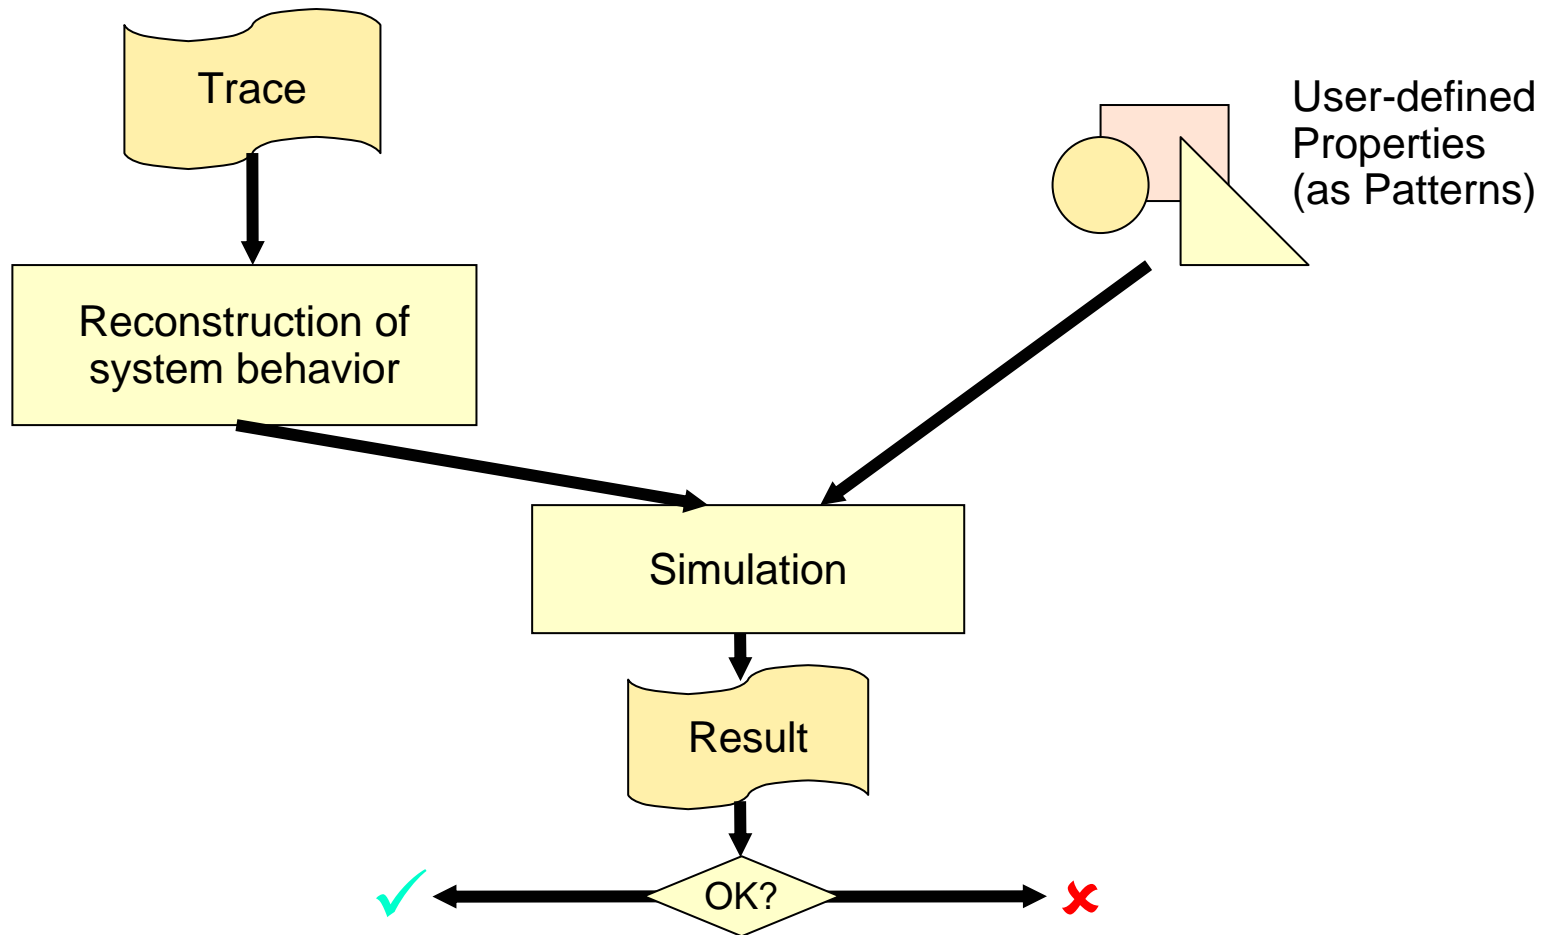 Trace
User-defined
Properties
(as Patterns)
Reconstruction of
system behavior
Simulation
Result
OK?